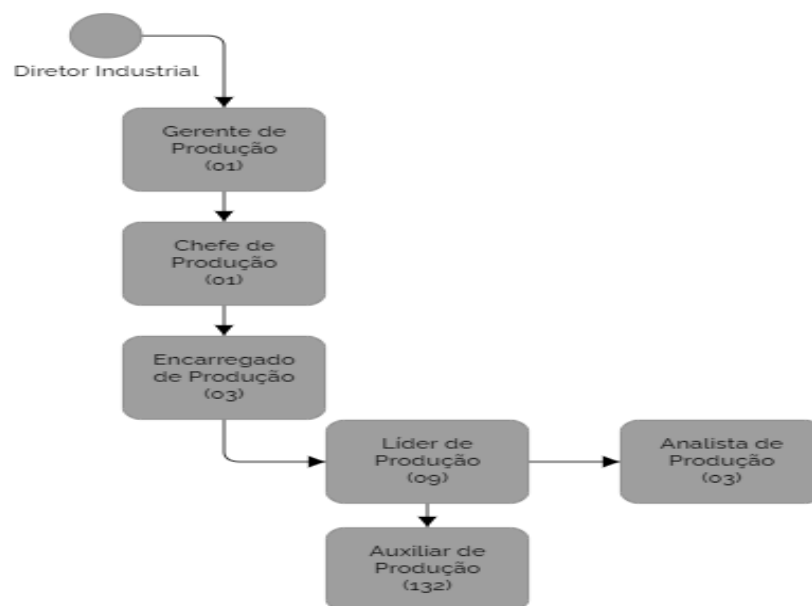 Diretor Industrial
Gerente de
Produção
(01)
Chefe de
Produção
(01)
Encarregado
de Produção
(03)
Líder de
Produção
(09)
Analista de
Produção
(03)
Auxiliar de
Produção
(132)